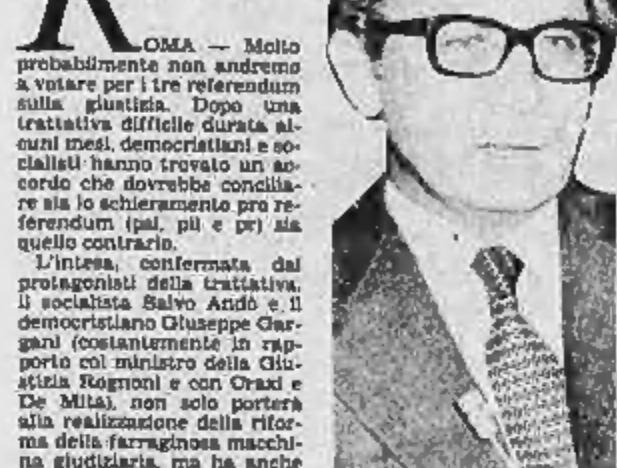 ROMA — Molto
probabilmente non andremo
a votare per i tre referendum
sulla giustizia. Dopo una
trattativa difficile durata al-
cuni mesi, democristiani e so-
cialisti hanno trovato un ac-
cordo che dovrebbe concilia-
re sia lo schieramento pro re-
ferendum (psi, pli e pr) sia
quello contrario.
L'intesa, confermata dai
protagonisti della trattativa,
il socialista Salvo Andò e il
democristiano Giuseppe Gar-
gani (costantemente in rap-
porto col ministro della Giu-
stizia Rognoni e con Craxi e
De Mita), non solo porterà
alla realizzazione della rifor-
ma della farraginosa macchi-
na giudiziaria, ma ha anche